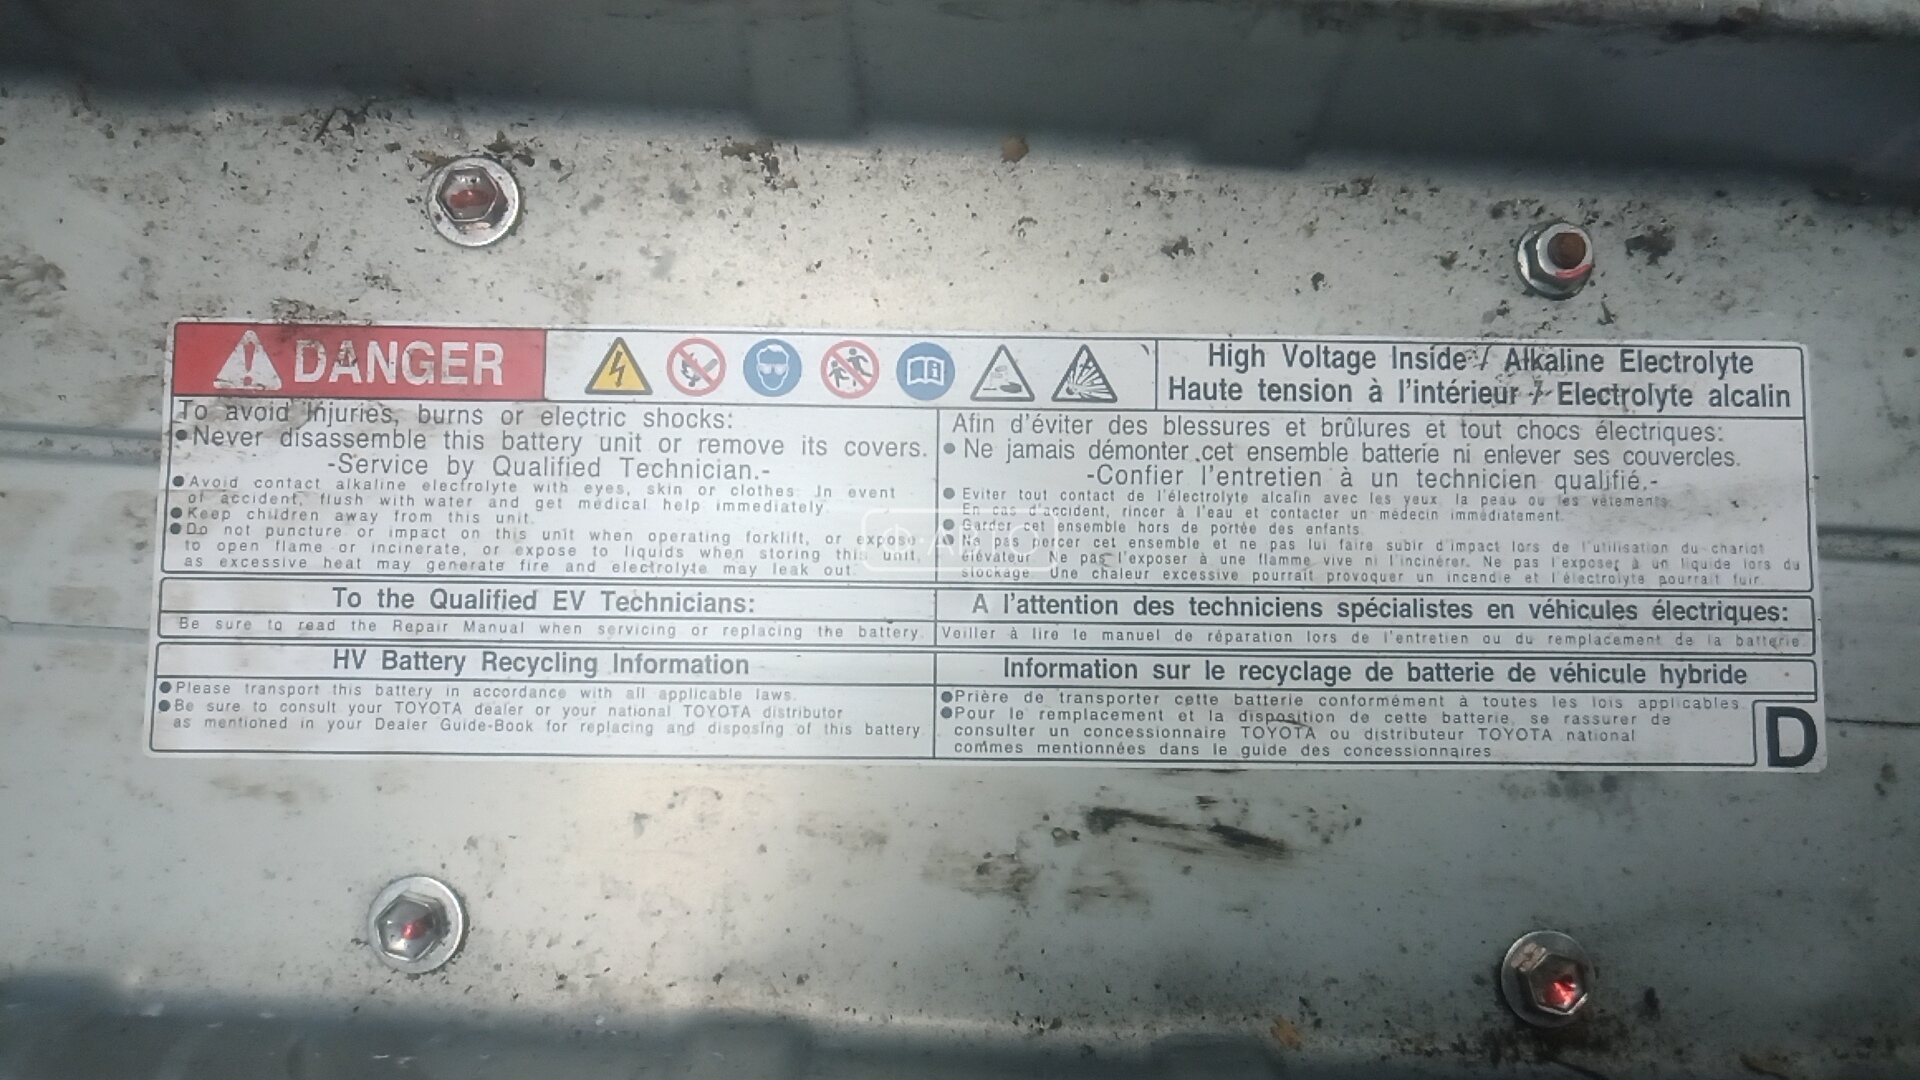 DANGER
High Voltage Inside / Alkaline Electrolyte
Haute tension à l'intérieur / Electrolyte alcalin
To avoid injuries, burns or electric shocks:
●Never disassemble this battery unit or remove its covers.
-Service by Qualified Technician.-
●Avoid contact alkaline electrolyte with eyes, skin or clothes. In event
of accident, flush with water and get medical help immediately.
●Keep children away from this unit.
●Do not puncture or impact on this unit when operating forklift, or expose
to open flame or incinerate, or expose to liquids when storing this unit,
as excessive heat may generate fire and electrolyte may leak out.
Afin d'éviter des blessures et brûlures et tout chocs électriques:
● Ne jamais démonter cet ensemble batterie ni enlever ses couvercles.
-Confier l'entretien à un technicien qualifié.-
● Eviter tout contact de l'électrolyte alcalin avec les yeux, la peau ou les vêtements.
En cas d'accident, rincer à l'eau et contacter un médecin immédiatement.
● Garder cet ensemble hors de portée des enfants.
● Ne pas percer cet ensemble et ne pas lui faire subir d'impact lors de l'utilisation du chariot
élévateur. Ne pas l'exposer à une flamme vive ni l'incinérer. Ne pas l'exposer à un liquide lors du
stockage. Une chaleur excessive pourrait provoquer un incendie et l'électrolyte pourrait fuir.
To the Qualified EV Technicians:
Be sure to read the Repair Manual when servicing or replacing the battery.
A l'attention des techniciens spécialistes en véhicules électriques:
Veiller à lire le manuel de réparation lors de l'entretien ou du remplacement de la batterie.
HV Battery Recycling Information
●Please transport this battery in accordance with all applicable laws.
●Be sure to consult your TOYOTA dealer or your national TOYOTA distributor
as mentioned in your Dealer Guide-Book for replacing and disposing of this battery.
Information sur le recyclage de batterie de véhicule hybride
●Prière de transporter cette batterie conformément à toutes les lois applicables.
●Pour le remplacement et la disposition de cette batterie, se rassurer de
consulter un concessionnaire TOYOTA ou distributeur TOYOTA national
commes mentionnées dans le guide des concessionnaires.
D